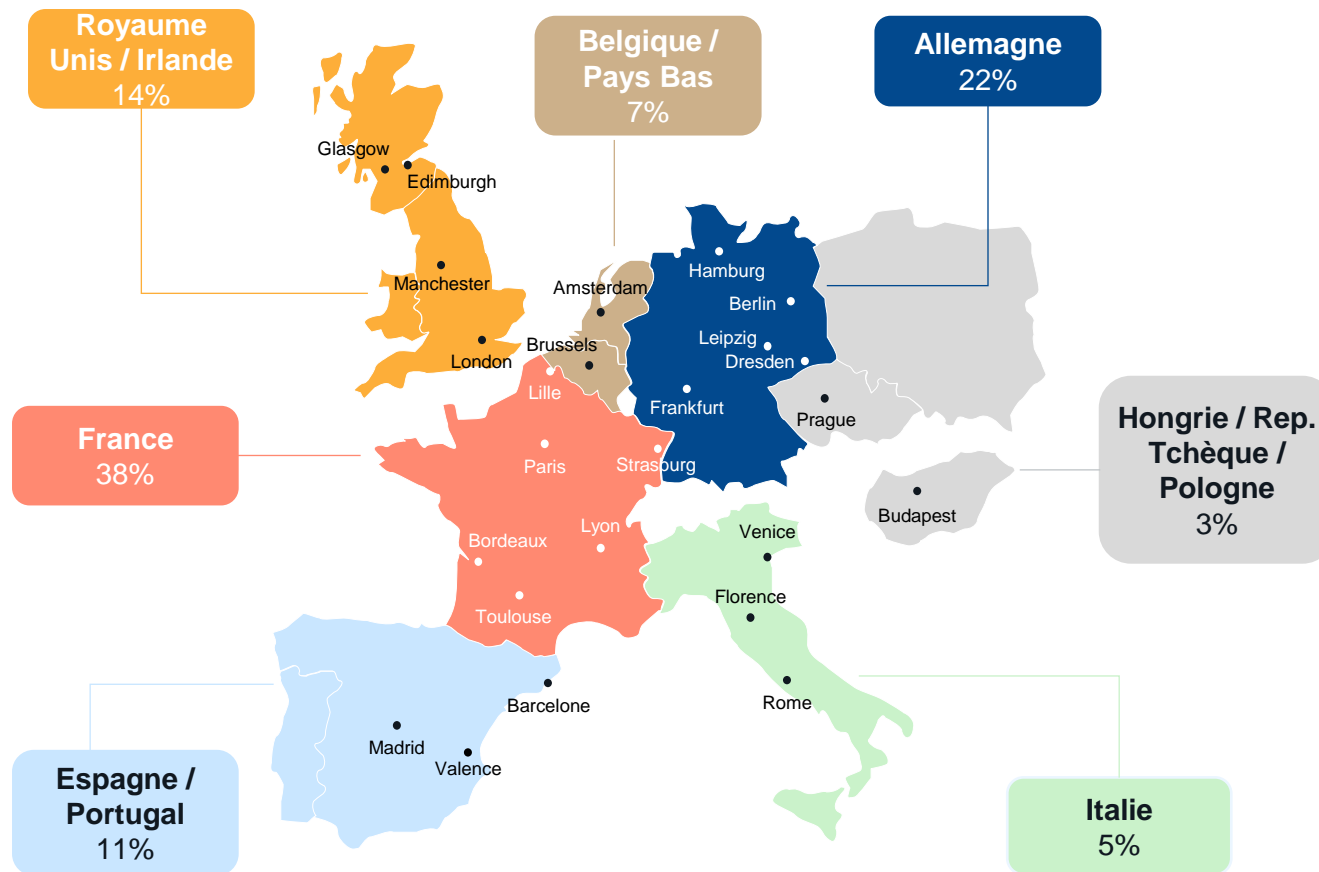 Royaume
Unis / Irlande
14%
Belgique /
Pays Bas
7%
Allemagne
22%
Glasgow
Edimburgh
Manchester
London
Amsterdam
Brussels
Hamburg
Berlin
Leipzig
Dresden
Frankfurt
Prague
Lille
Paris
Strasburg
France
38%
Hongrie / Rep.
Tchèque /
Pologne
3%
Budapest
Lyon
Bordeaux
Toulouse
Venice
Florence
Rome
Barcelone
Madrid
Valence
Espagne /
Portugal
11%
Italie
5%